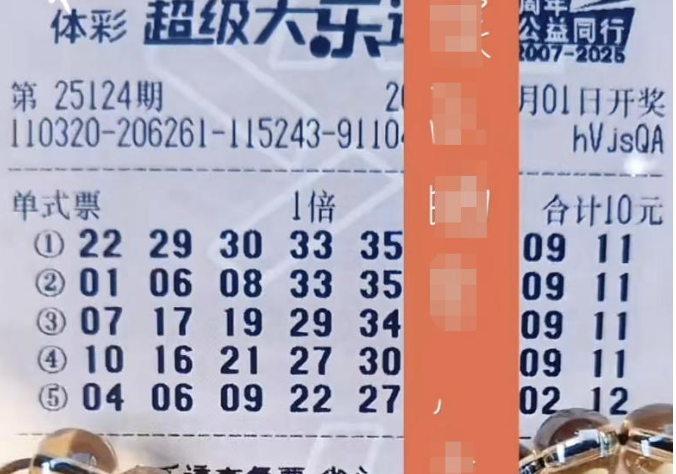 体彩 超级大乐 周年
公益同行
2007-2025
第 25124期 20 月01日开奖
110320-206261-115243-9110 hVjsQA
单式票 1倍 合计10元
① 22 29 30 33 35 09 11
② 01 06 08 33 35 09 11
③ 07 17 19 29 34 09 11
④ 10 16 21 27 30 09 11
⑤ 04 06 09 22 27 02 12